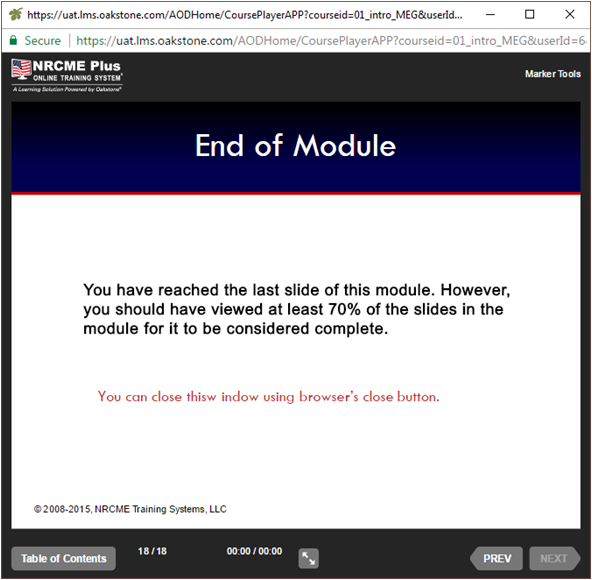 https://uat.lms.oakstone.com/AODHome/CoursePlayerAPP?courseid=01_intro_MEG&userId...
Secure https://uat.lms.oakstone.com/AODHome/CoursePlayerAPP?courseid=01_intro_MEG&userId=6
NRCME Plus
ONLINE TRAINING SYSTEM
A Learning Solution Powered by Oakstone®
Marker Tools
End of Module
You have reached the last slide of this module. However,
you should have viewed at least 70% of the slides in the
module for it to be considered complete.
You can close thisw indow using browser's close button.
© 2008-2015, NRCME Training Systems, LLC
Table of Contents 18 / 18 00:00 / 00:00 PREV NEXT